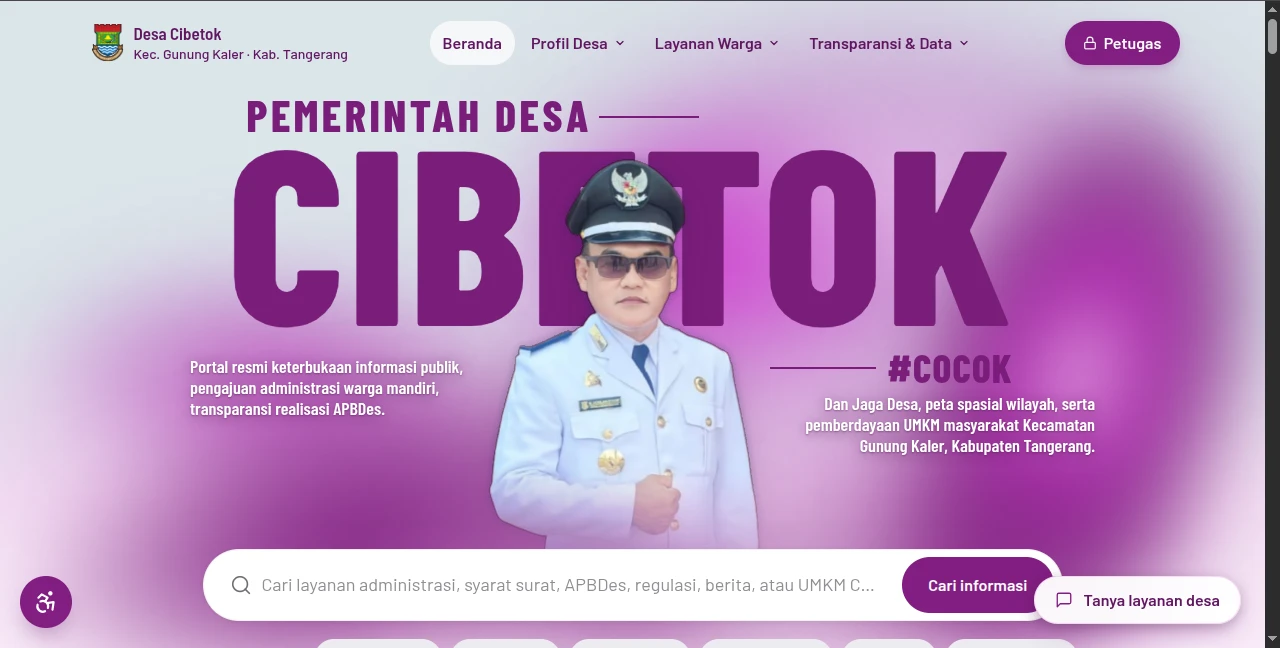 Desa Cibetok
Kec. Gunung Kaler · Kab. Tangerang
Beranda
Profil Desa
Layanan Warga
Transparansi & Data
Petugas
PEMERINTAH DESA
CIBETOK
Portal resmi keterbukaan informasi publik,
pengajuan administrasi warga mandiri,
transparansi realisasi APBDes.
#COCOK
Dan Jaga Desa, peta spasial wilayah, serta
pemberdayaan UMKM masyarakat Kecamatan
Gunung Kaler, Kabupaten Tangerang.
Cari layanan administrasi, syarat surat, APBDes, regulasi, berita, atau UMKM C...
Cari informasi
Tanya layanan desa